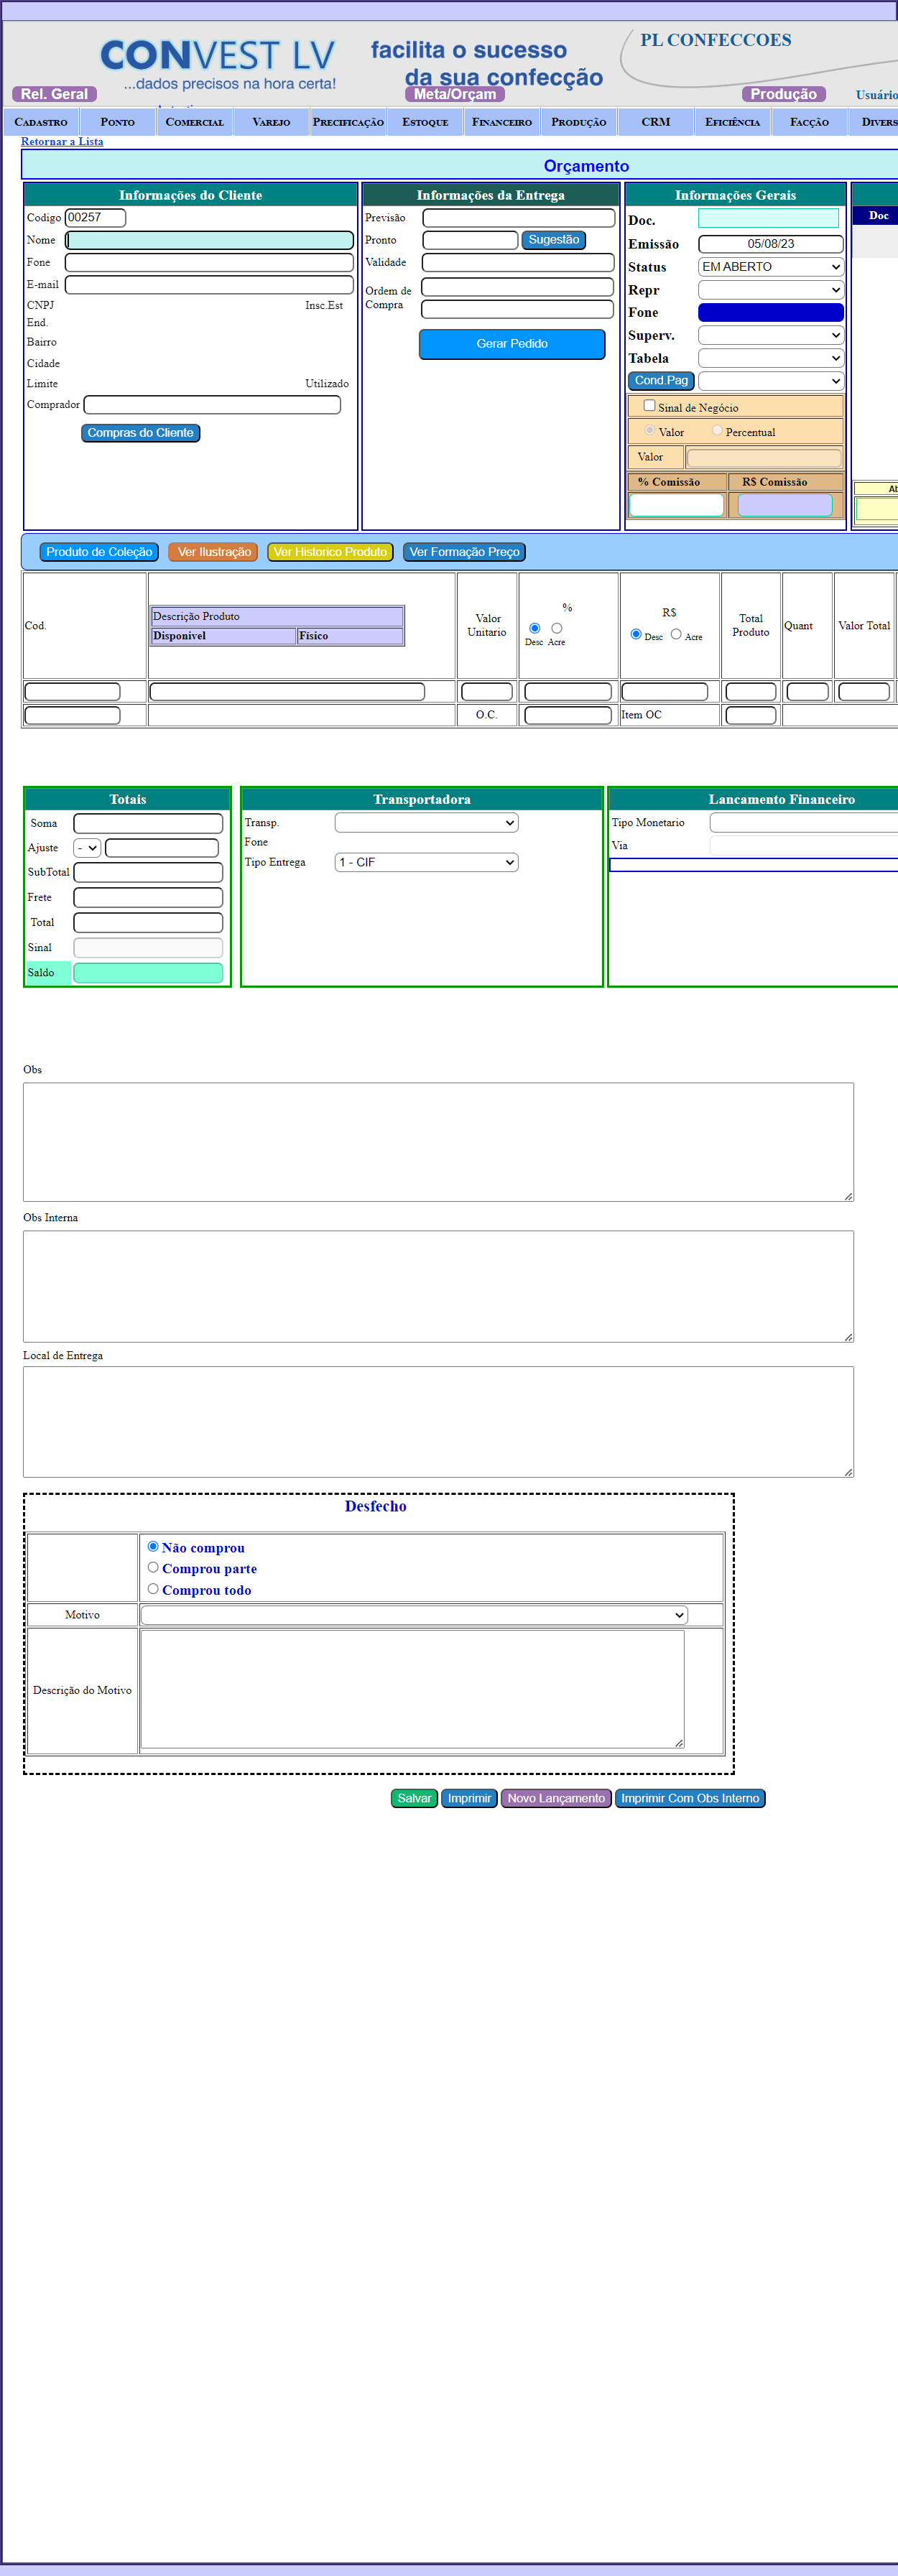 CONVEST LV
...dados precisos na hora certa!
facilita o sucesso
da sua confecção
PL CONFECCOES
Rel. Geral
Meta/Orçam
Produção
Usuário
Cadastro Ponto Comercial Varejo Precificação Estoque Financeiro Produção CRM Eficiência Facção Divers
Retornar a Lista
Orçamento
Informações do Cliente
Codigo 00257
Nome
Fone
E-mail
CNPJ Insc.Est
End.
Bairro
Cidade
Limite Utilizado
Comprador
Compras do Cliente
Informações da Entrega
Previsão
Pronto Sugestão
Validade
Ordem de
Compra
Gerar Pedido
Informações Gerais
Doc.
Emissão 05/08/23
Status EM ABERTO
Repr
Fone
Superv.
Tabela
Cond.Pag
Sinal de Negócio
Valor Percentual
Valor
% Comissão R$ Comissão
Doc
Produto de Coleção Ver Ilustração Ver Historico Produto Ver Formação Preço
Cod.
Descrição Produto
Disponivel Físico
Valor
Unitario
%
Desc Acre
R$
Desc Acre
Total
Produto
Quant
Valor Total
O.C. Item OC
Totais
Soma
Ajuste -
SubTotal
Frete
Total
Sinal
Saldo
Transportadora
Transp.
Fone
Tipo Entrega 1 - CIF
Lancamento Financeiro
Tipo Monetario
Via
Obs
Obs Interna
Local de Entrega
Desfecho
Não comprou
Comprou parte
Comprou todo
Motivo
Descrição do Motivo
Salvar Imprimir Novo Lançamento Imprimir Com Obs Interno